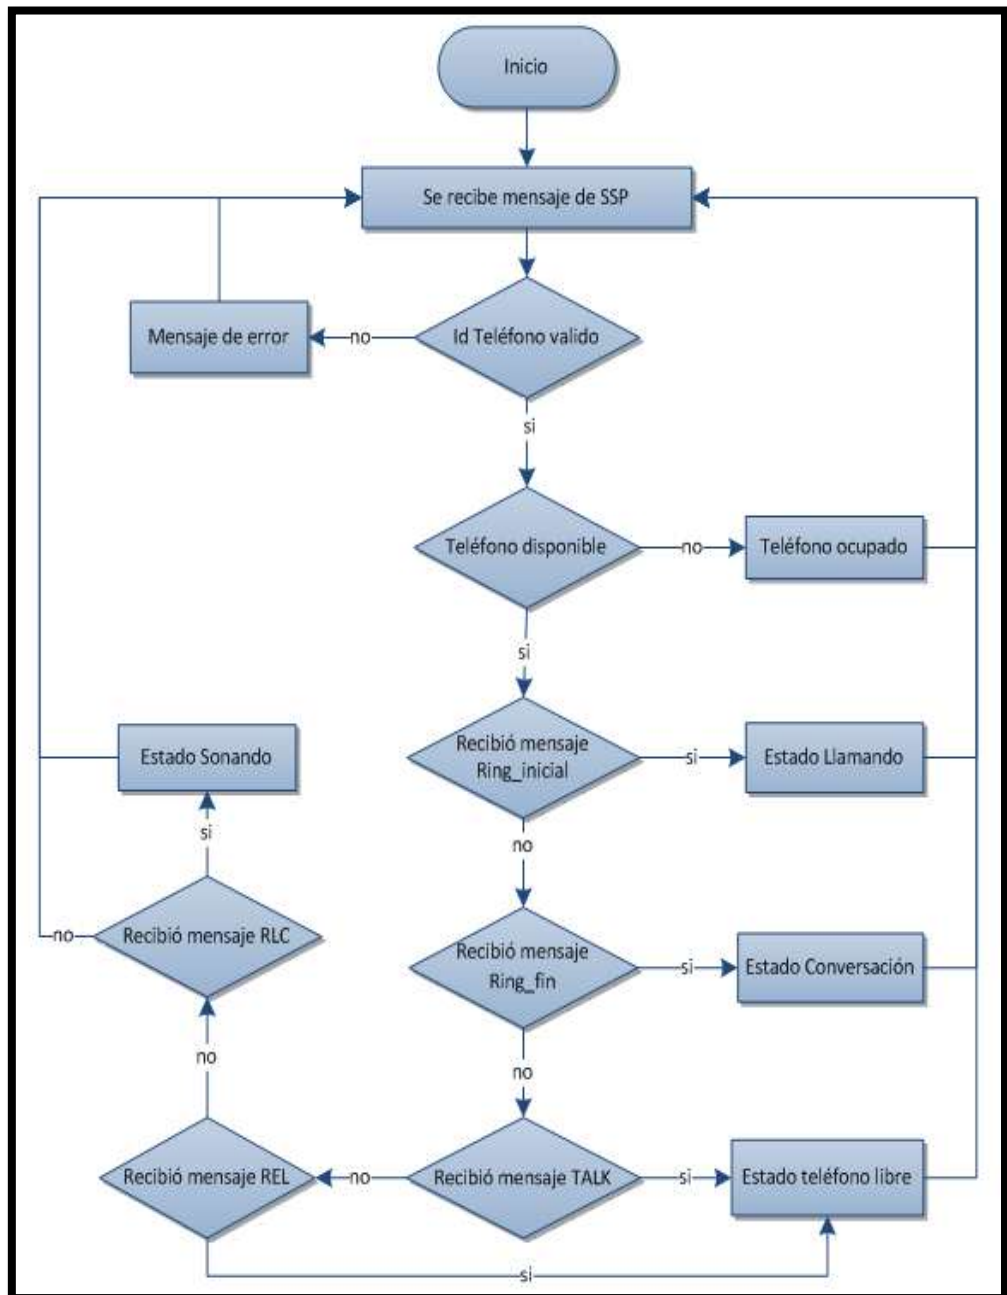 Inicio
Se recibe mensaje de SSP
Mensaje de error
no
Id Teléfono valido
si
Teléfono disponible
no
Teléfono ocupado
si
Recibió mensaje
Ring_inicial
si
Estado Llamando
Estado Sonando
si
no
Recibió mensaje RLC
no
Recibió mensaje
Ring_fin
si
Estado Conversación
no
no
Recibió mensaje REL
no
Recibió mensaje TALK
si
Estado teléfono libre
si